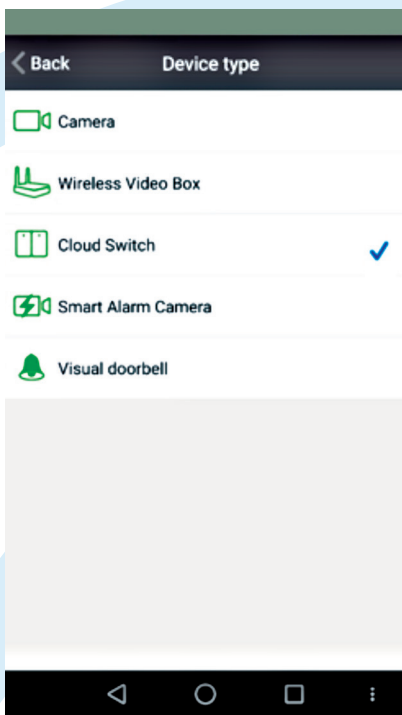 Back Device type
Camera
Wireless Video Box
Cloud Switch
Smart Alarm Camera
Visual doorbell